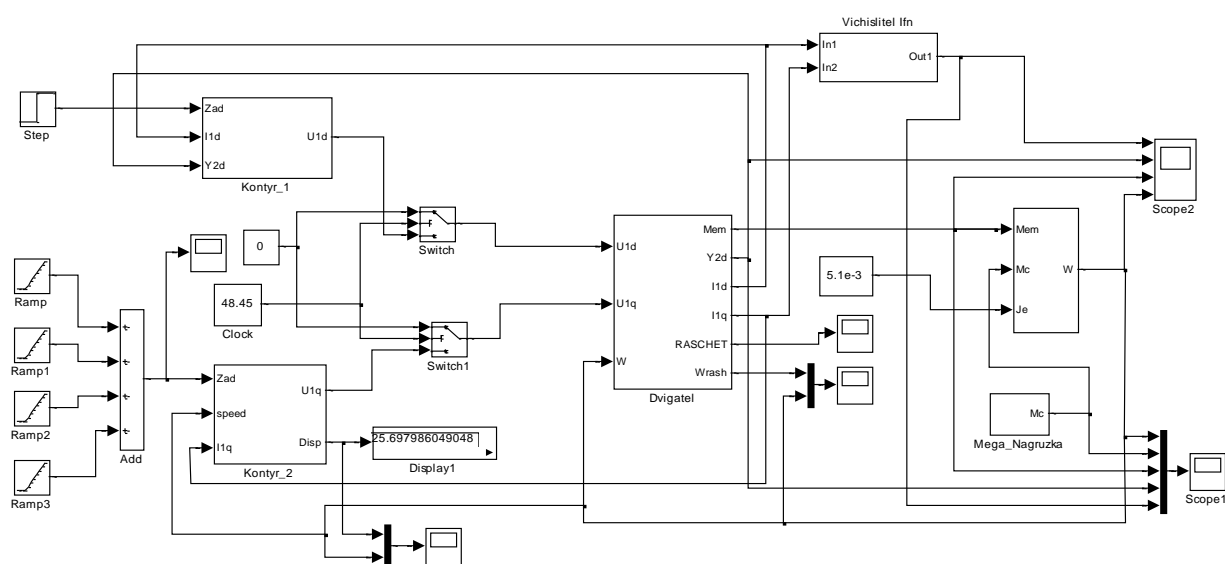 Vichislitel Ifn
In1
In2
Out1
Step
Zad
I1d
Y2d
U1d
Kontyr_1
Scope2
0
Switch
48.45
Clock
Switch1
U1d
U1q
W
Mem
Y2d
I1d
I1q
RASCHET
Wrash
Dvigatel
5.1e-3
Mem
Mc
Je
W
Ramp
Ramp1
Ramp2
Ramp3
Add
Zad
speed
I1q
U1q
Disp
Kontyr_2
25.697986049048
Display1
Mc
Mega_Nagruzka
Scope1